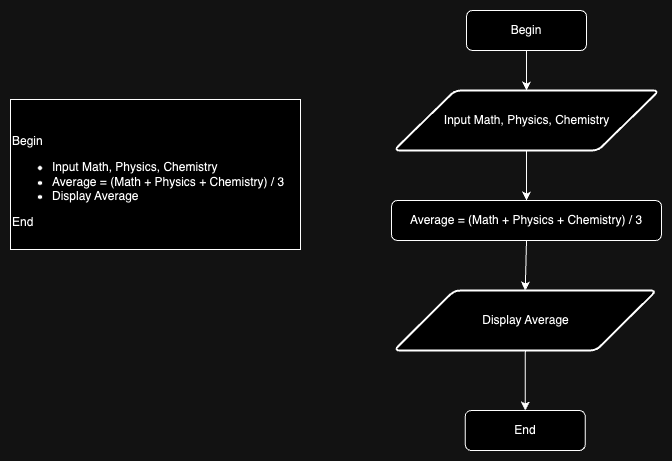 Begin
Input Math, Physics, Chemistry
Average = (Math + Physics + Chemistry) / 3
Display Average
End
Begin
Input Math, Physics, Chemistry
Average = (Math + Physics + Chemistry) / 3
Display Average
End